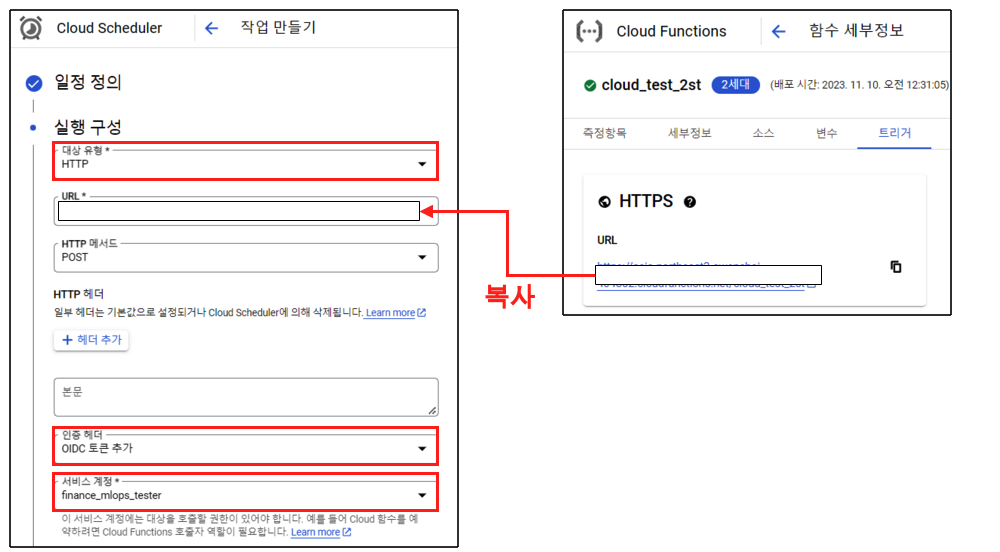 Cloud Scheduler
작업 만들기
일정 정의
실행 구성
대상 유형 *
HTTP
URL *
HTTP 메서드
POST
HTTP 헤더
일부 헤더는 기본값으로 설정되거나 Cloud Scheduler에 의해 삭제됩니다. Learn more
+ 헤더 추가
본문
인증 헤더
OIDC 토큰 추가
서비스 계정 *
finance_mlops_tester
이 서비스 계정에는 대상을 호출할 권한이 있어야 합니다. 예를 들어 Cloud 함수를 예
약하려면 Cloud Functions 호출자 역할이 필요합니다. Learn more
복사
Cloud Functions
함수 세부정보
cloud_test_2st
2세대
(배포 시간: 2023. 11. 10. 오전 12:31:05)
측정항목
세부정보
소스
변수
트리거
HTTPS
URL